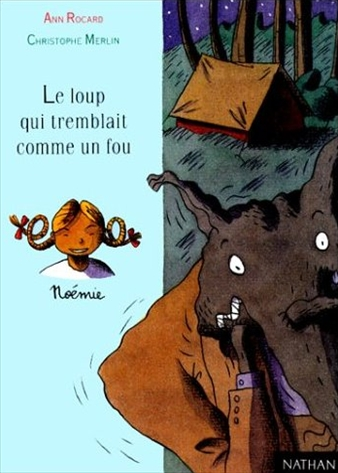 Ann Rocard
Christophe Merlin
Le loup
qui tremblait
comme un fou
Noémie
NATHAN